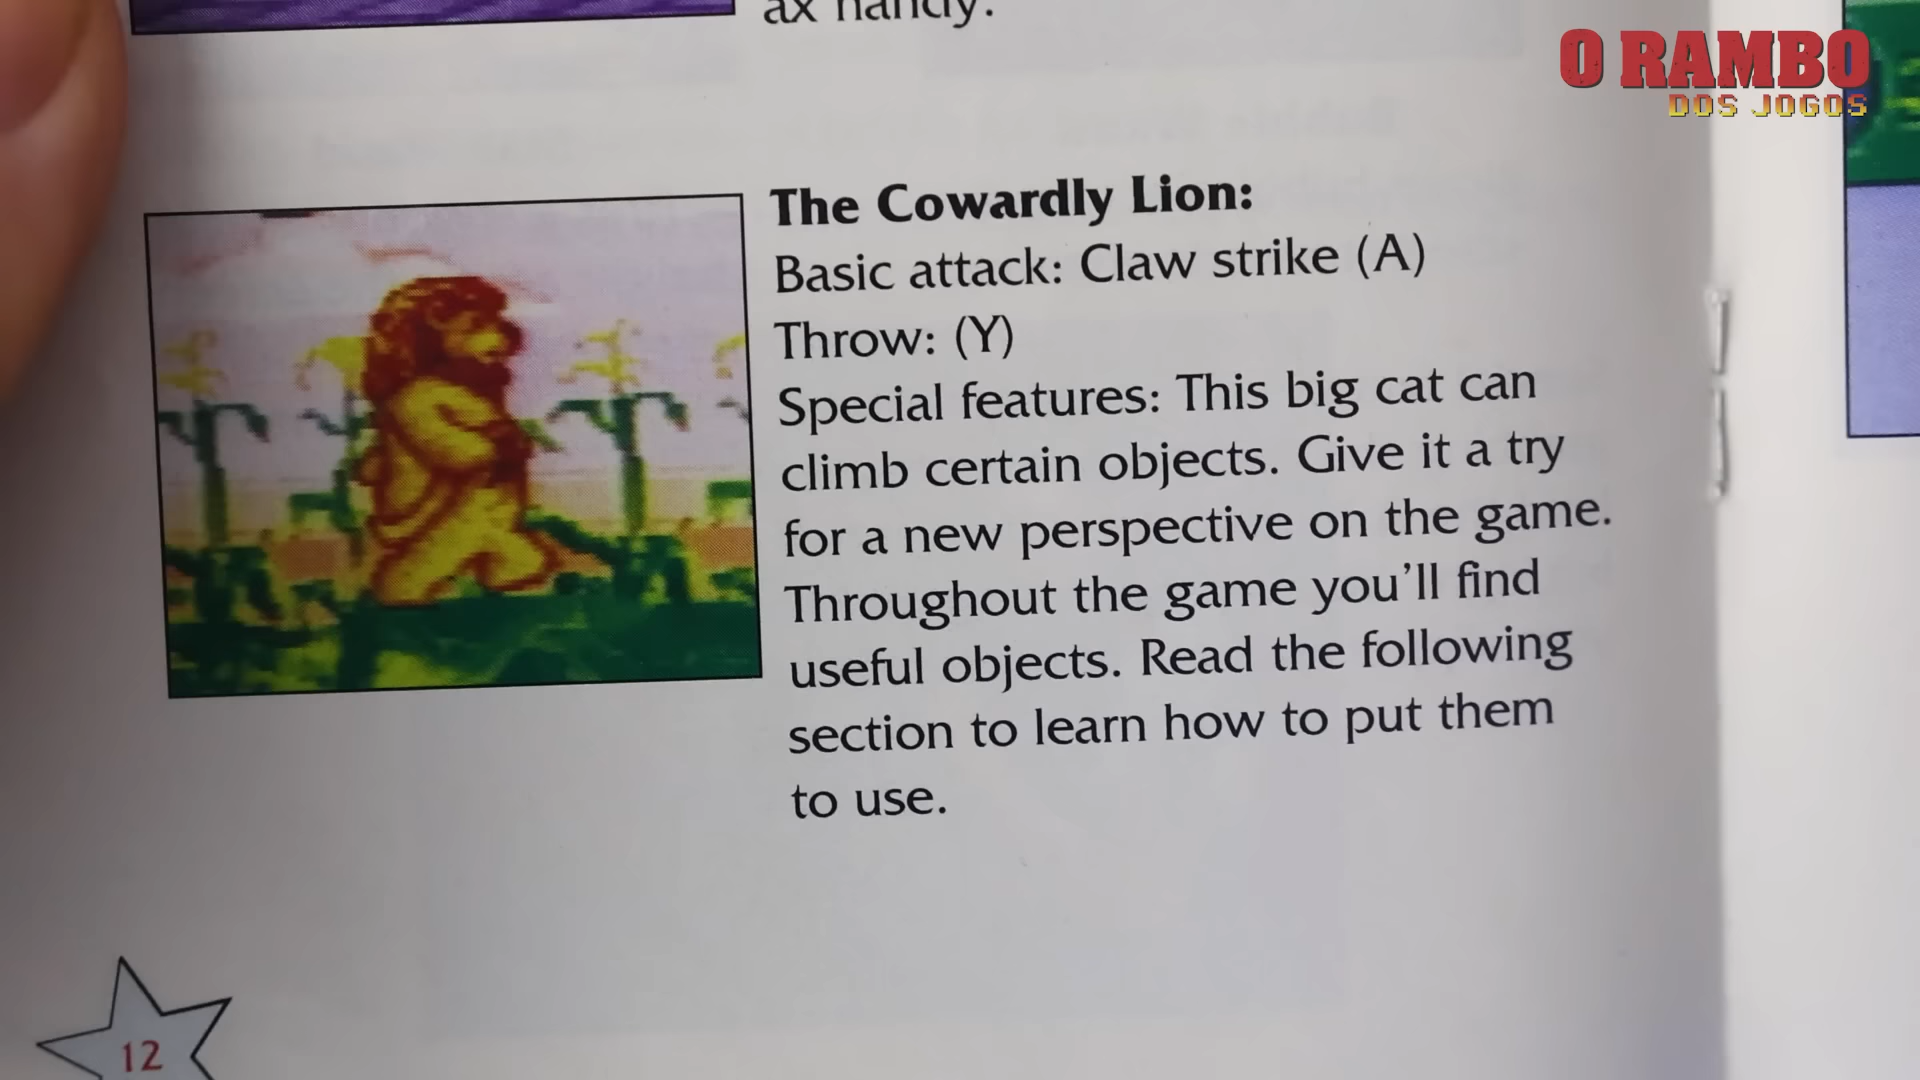 ax handy.
O RAMBO
DOS JOGOS
The Cowardly Lion:
Basic attack: Claw strike (A)
Throw: (Y)
Special features: This big cat can
climb certain objects. Give it a try
for a new perspective on the game.
Throughout the game you'll find
useful objects. Read the following
section to learn how to put them
to use.
12